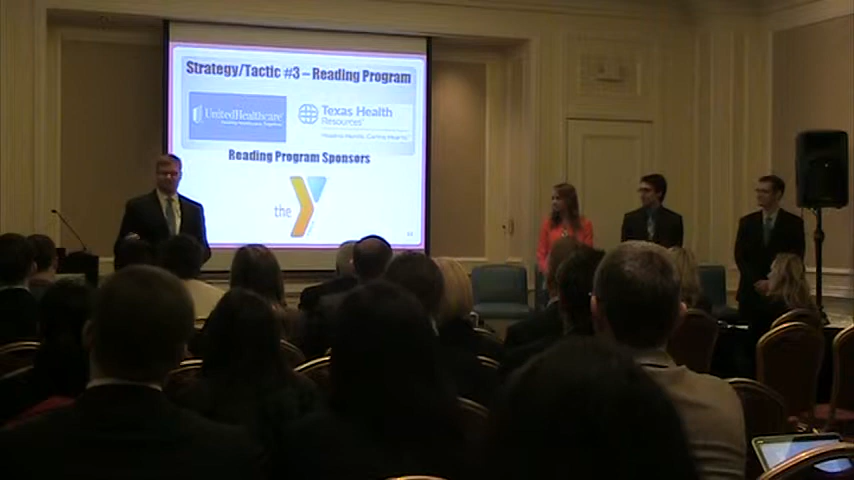 Strategy/Tactic #3 – Reading Program
UnitedHealthcare
Texas Health
Resources
Reading Program Sponsors
the Y